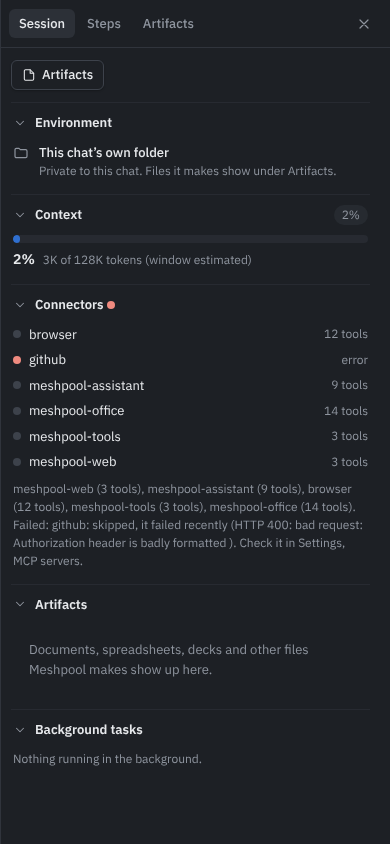 Session Steps Artifacts
Artifacts
Environment
This chat’s own folder
Private to this chat. Files it makes show under Artifacts.
Context 2%
2% 3K of 128K tokens (window estimated)
Connectors
browser 12 tools
github error
meshpool-assistant 9 tools
meshpool-office 14 tools
meshpool-tools 3 tools
meshpool-web 3 tools
meshpool-web (3 tools), meshpool-assistant (9 tools), browser
(12 tools), meshpool-tools (3 tools), meshpool-office (14 tools).
Failed: github: skipped, it failed recently (HTTP 400: bad request:
Authorization header is badly formatted ). Check it in Settings,
MCP servers.
Artifacts
Documents, spreadsheets, decks and other files
Meshpool makes show up here.
Background tasks
Nothing running in the background.